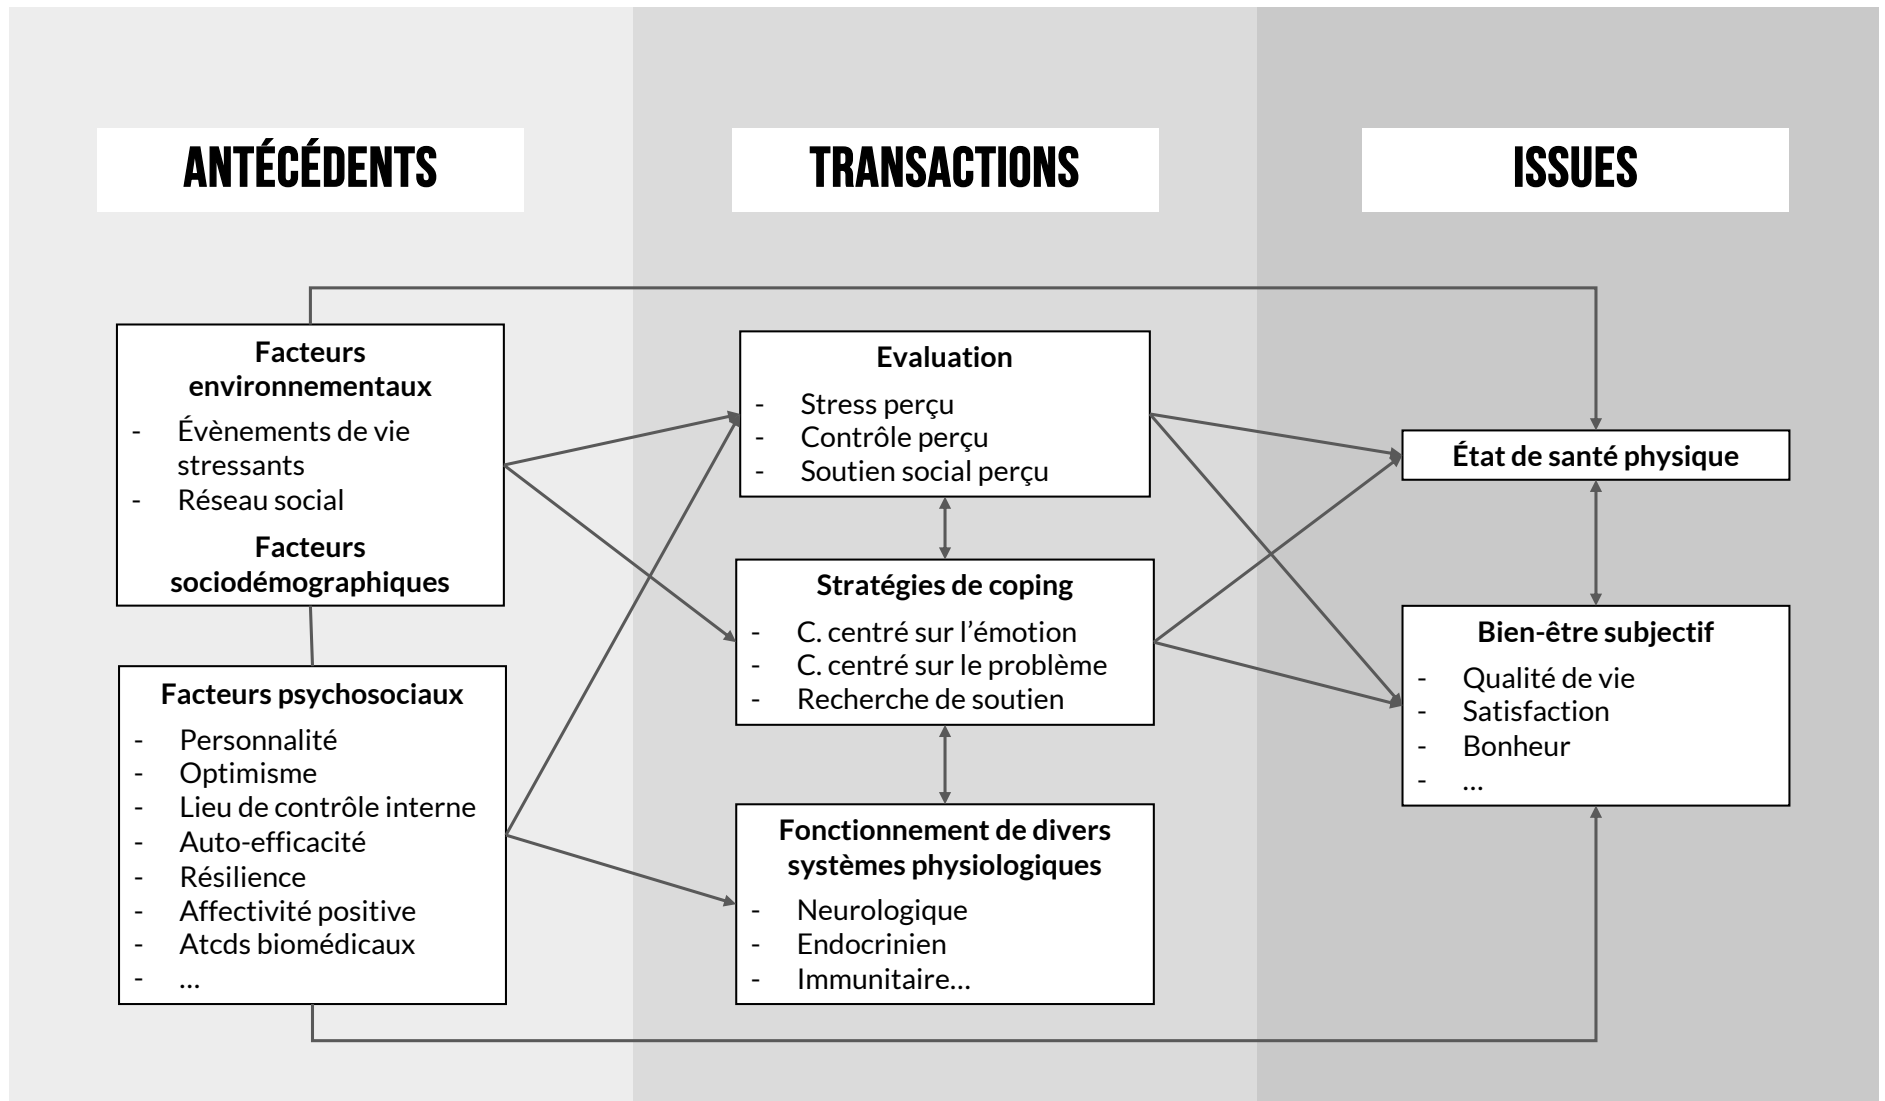 ANTÉCÉDENTS
TRANSACTIONS
ISSUES
Facteurs
environnementaux
- Évènements de vie
stressants
- Réseau social
Facteurs
sociodémographiques
Facteurs psychosociaux
- Personnalité
- Optimisme
- Lieu de contrôle interne
- Auto-efficacité
- Résilience
- Affectivité positive
- Atcds biomédicaux
- ...
Evaluation
- Stress perçu
- Contrôle perçu
- Soutien social perçu
Stratégies de coping
- C. centré sur l’émotion
- C. centré sur le problème
- Recherche de soutien
Fonctionnement de divers
systèmes physiologiques
- Neurologique
- Endocrinien
- Immunitaire...
État de santé physique
Bien-être subjectif
- Qualité de vie
- Satisfaction
- Bonheur
- ...